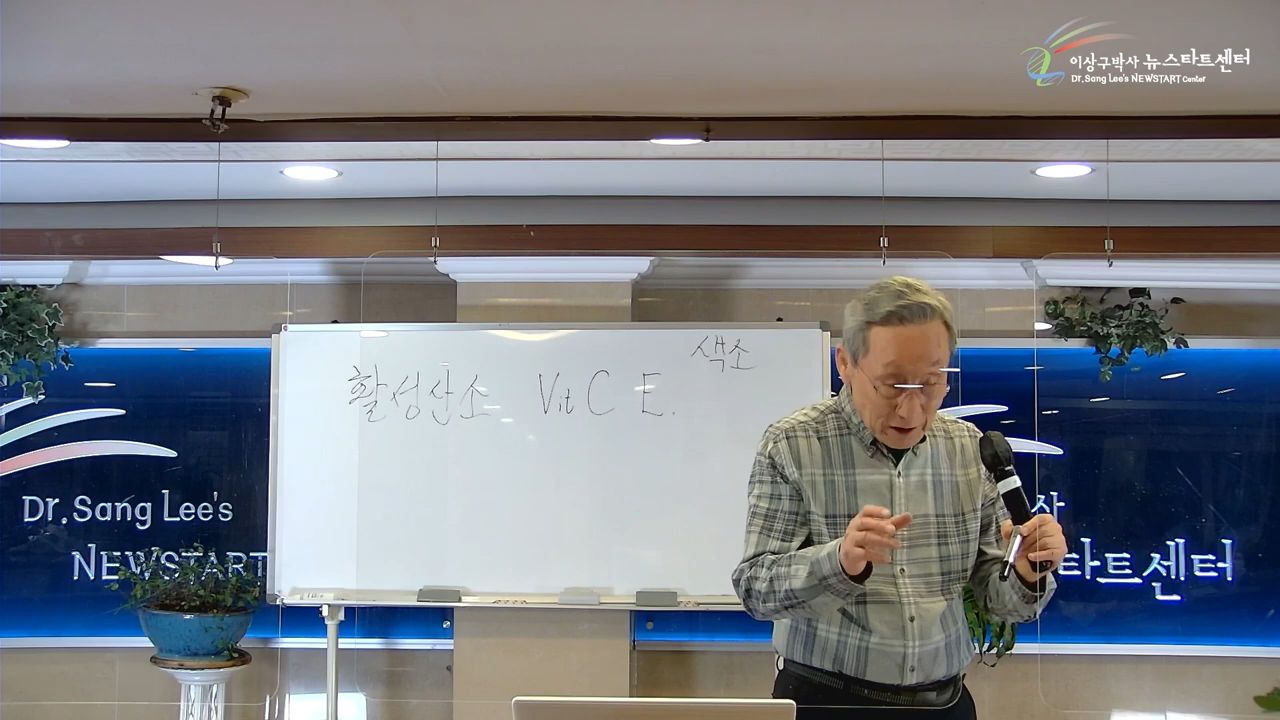 이상구박사 뉴스타트센터
Dr. Sang Lee's NEWSTART Center
색소
활성산소 Vit C E.
Dr. Sang Lee's
NEWSTART
타트센터